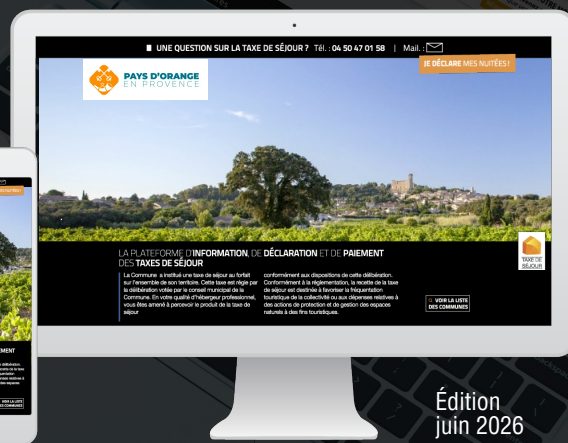 UNE QUESTION SUR LA TAXE DE SÉJOUR ? Tél. : 04 50 47 01 58 | Mail. :
JE DÉCLARE MES NUITÉES !
PAYS D'ORANGE
EN PROVENCE
LA PLATEFORME D'INFORMATION, DE DÉCLARATION ET DE PAIEMENT
DES TAXES DE SÉJOUR
La Commune a institué une taxe de séjour au forfait
sur l'ensemble de son territoire. Cette taxe est régie par
la délibération votée par le conseil municipal de la
Commune. En votre qualité d'hébergeur professionnel,
vous êtes amené à percevoir le produit de la taxe de
séjour
conformément aux dispositions de cette délibération.
Conformément à la réglementation, la recette de la taxe
de séjour est destinée à favoriser la fréquentation
touristique de la collectivité ou aux dépenses relatives à
des actions de protection et de gestion des espaces
naturels à des fins touristiques.
TAXE DE
SÉJOUR
VOIR LA LISTE
DES COMMUNES
VOIR LA LISTE
DES COMMUNES
Édition
juin 2026